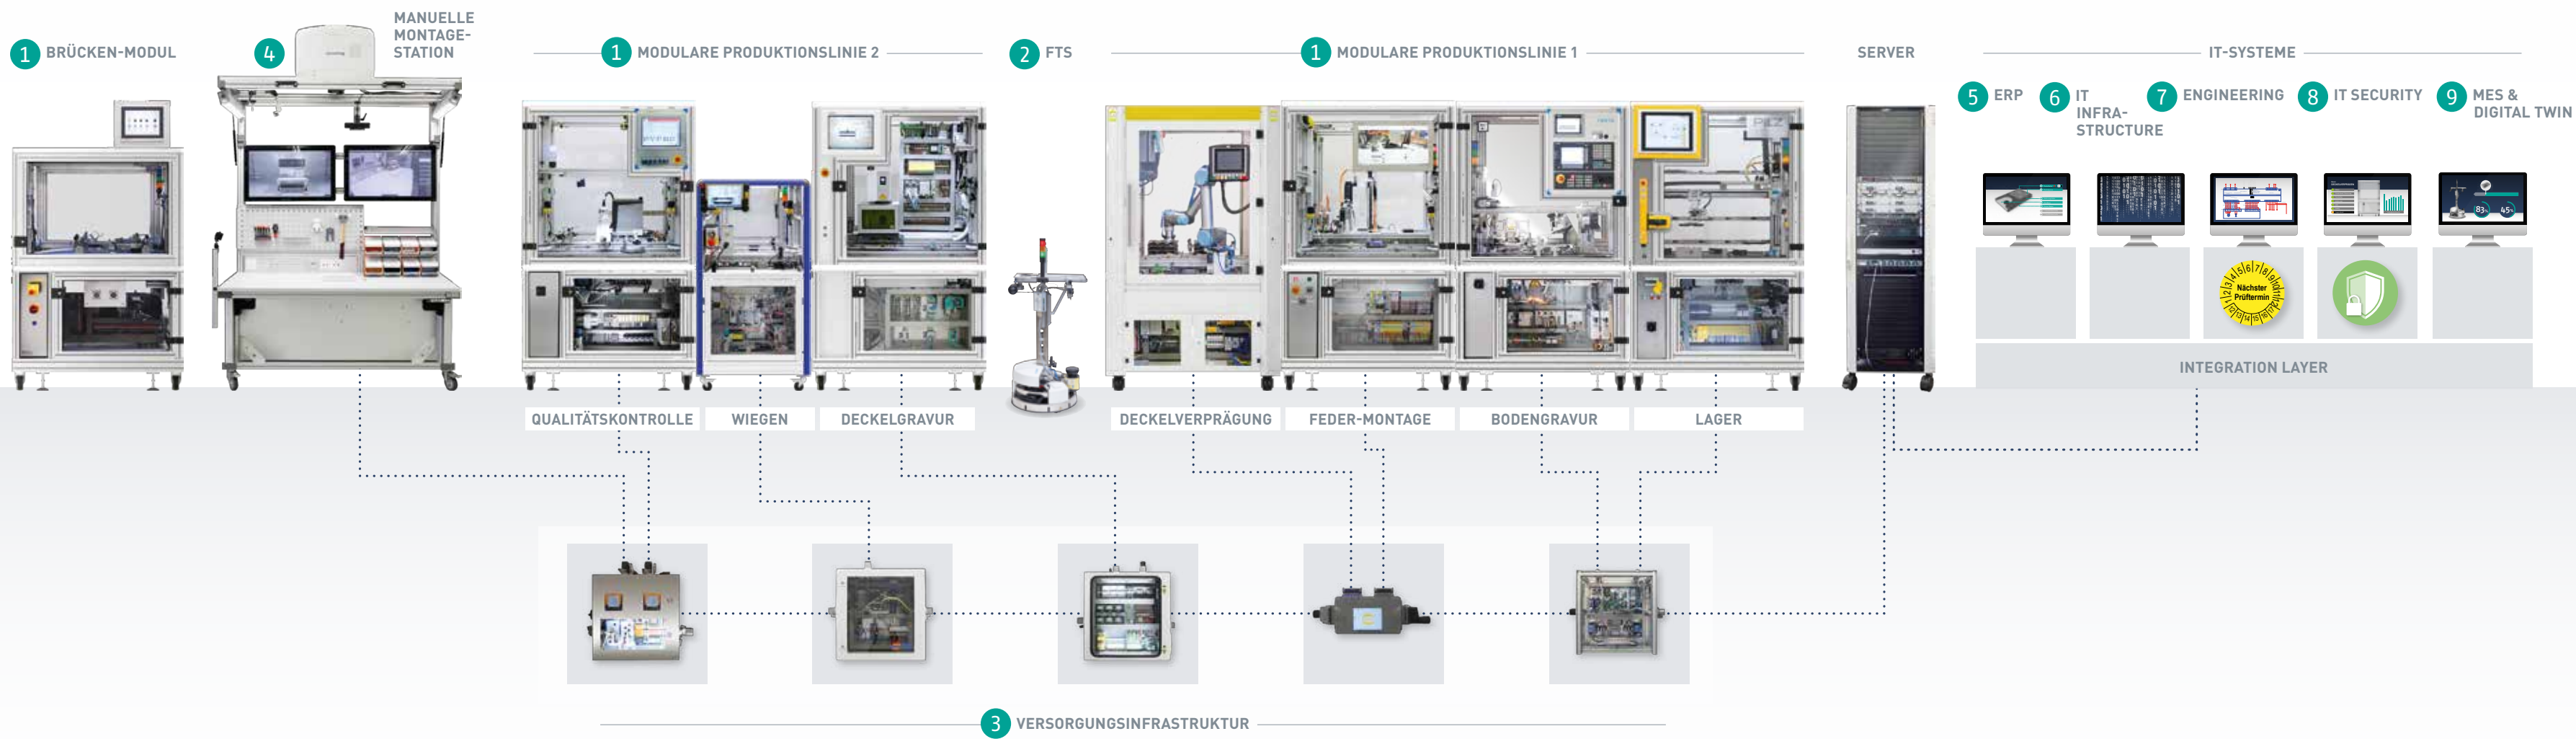 1 BRÜCKEN-MODUL
4 MANUELLE
MONTAGE-
STATION
1 MODULARE PRODUKTIONSLINIE 2
2 FTS
1 MODULARE PRODUKTIONSLINIE 1
SERVER
IT-SYSTEME
5 ERP
6 IT
INFRA-
STRUCTURE
7 ENGINEERING
8 IT SECURITY
9 MES &
DIGITAL TWIN
83%
45%
Nächster
Prüftermin
INTEGRATION LAYER
QUALITÄTSKONTROLLE
WIEGEN
DECKELGRAVUR
DECKELVERPRÄGUNG
FEDER-MONTAGE
BODENGRAVUR
LAGER
3 VERSORGUNGSINFRASTRUKTUR